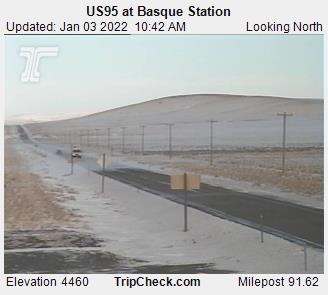 US95 at Basque Station
Updated: Jan 03 2022 10:42 AM Looking North
Elevation 4460 TripCheck.com Milepost 91.62